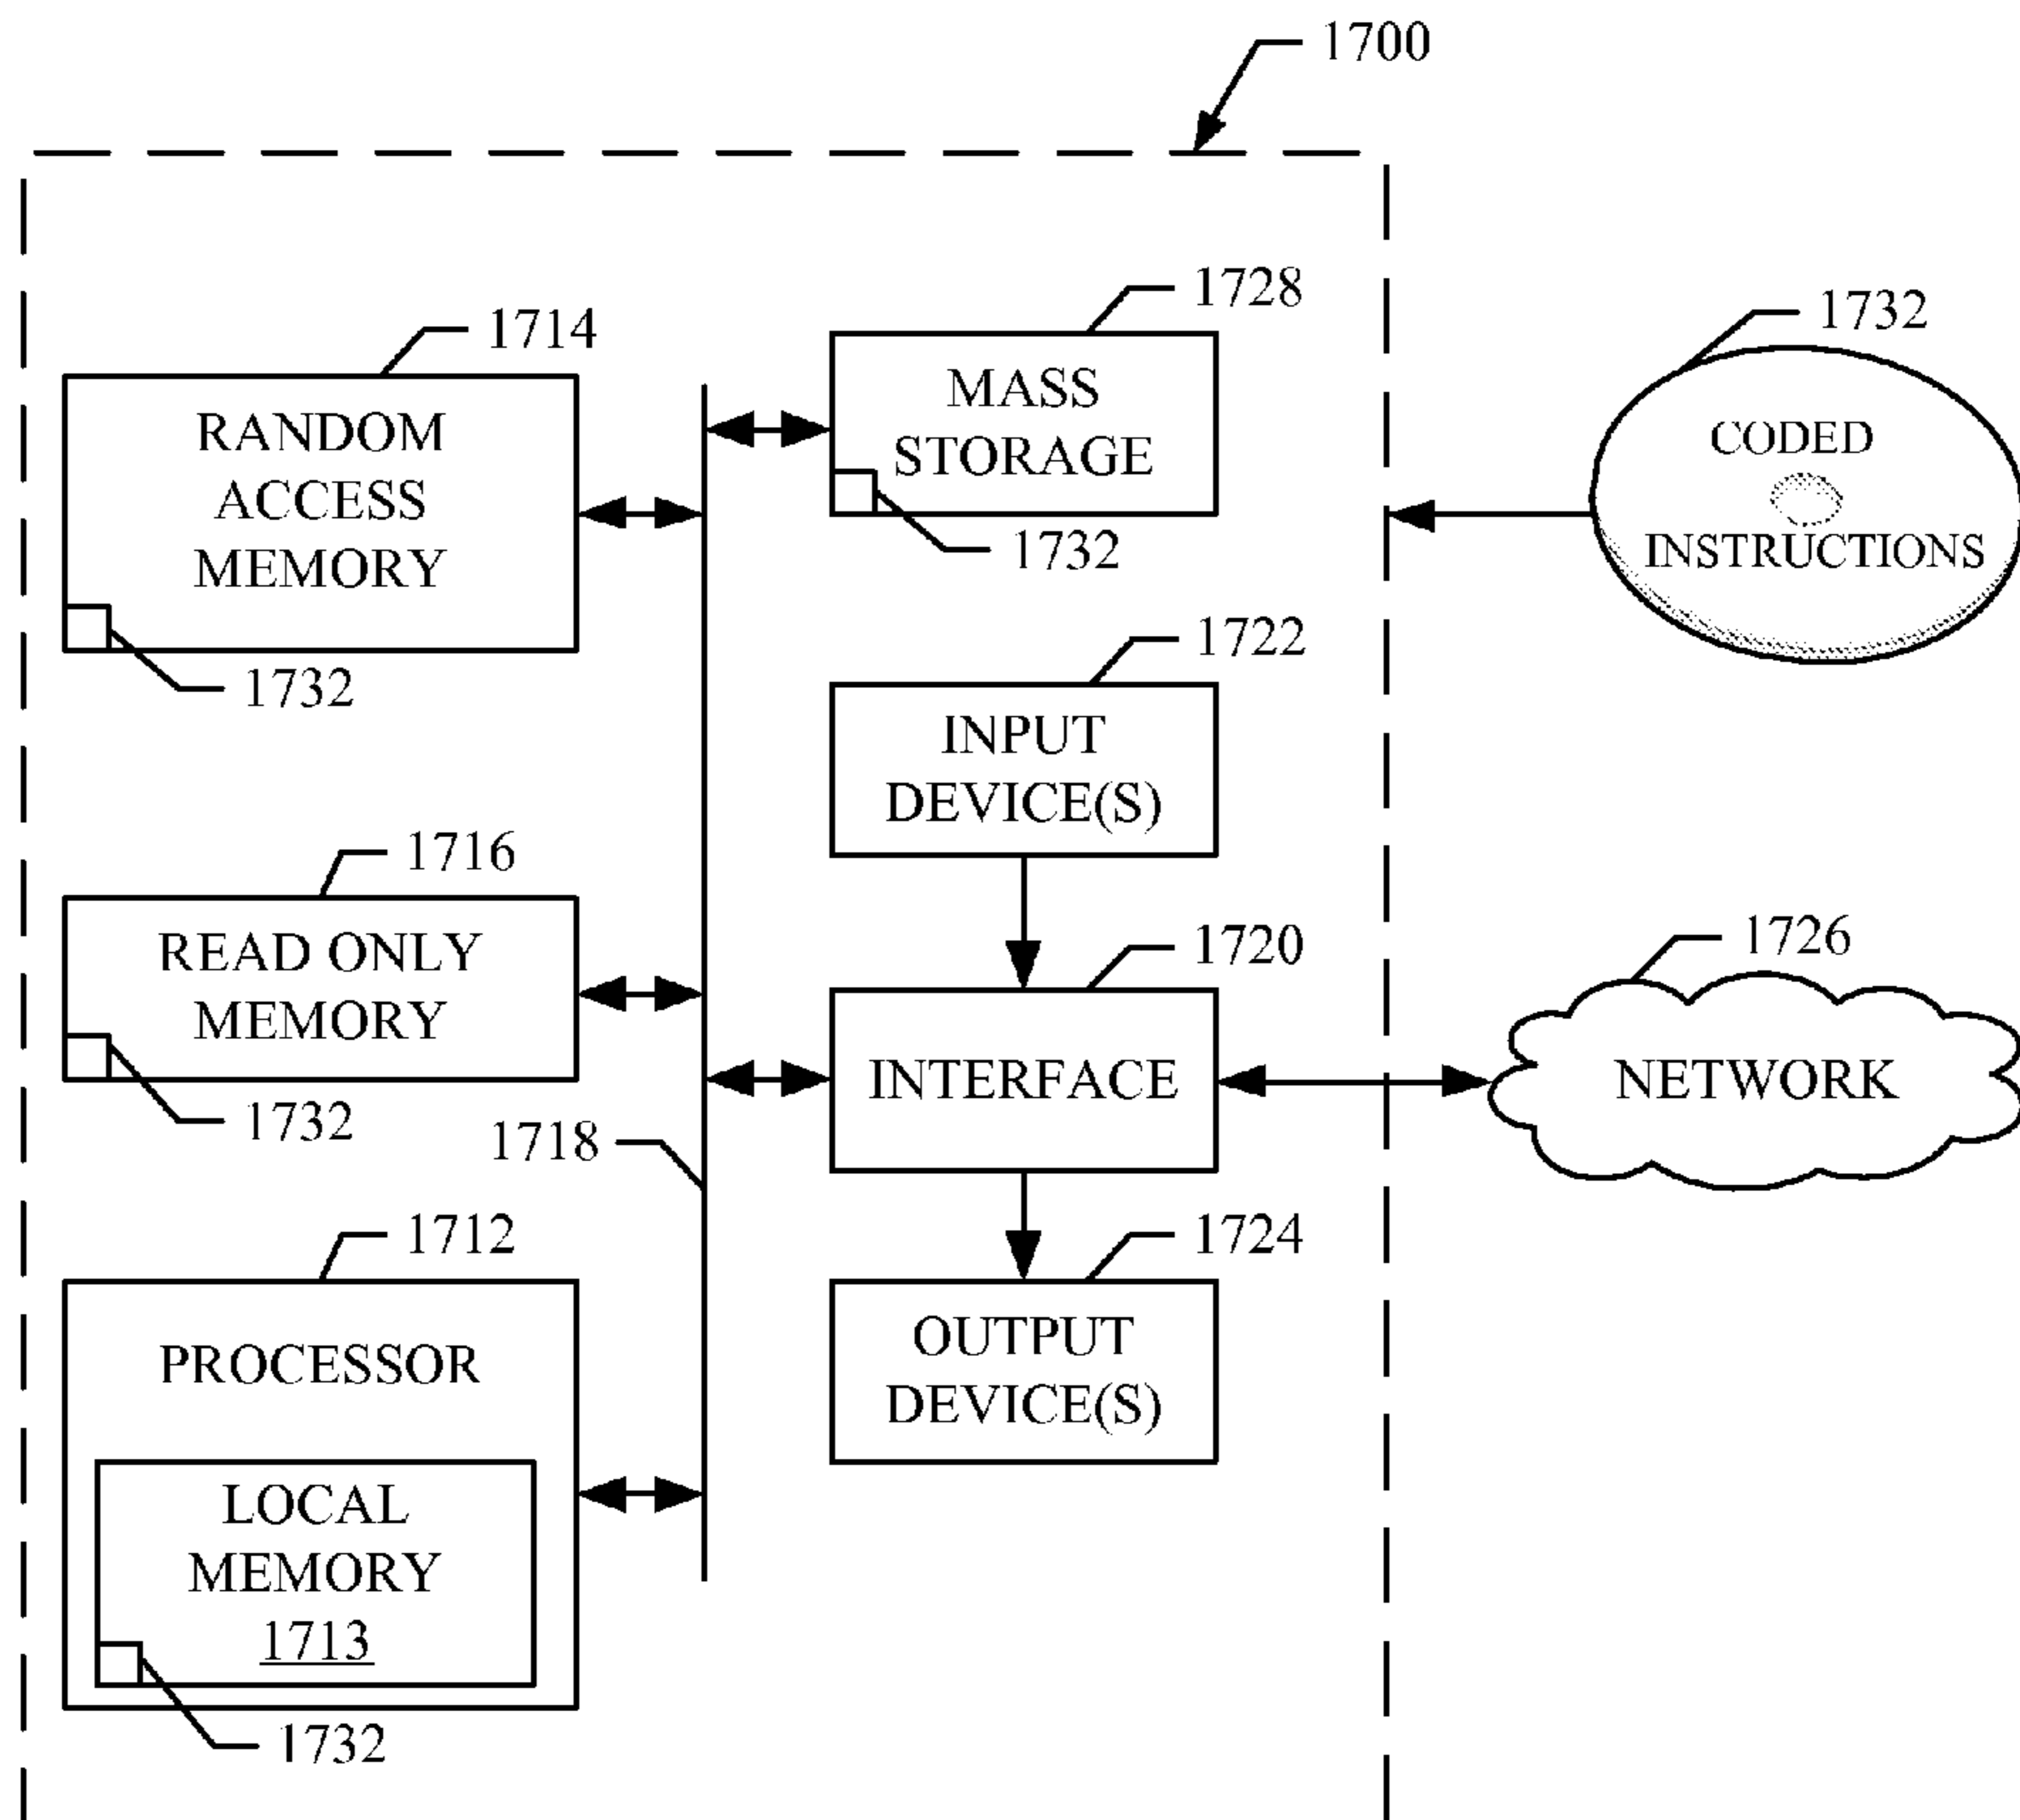 1700
1728
1732
1714
MASS
STORAGE
RANDOM
ACCESS
MEMORY
CODED
INSTRUCTIONS
1732
1732
1722
INPUT
DEVICE(S)
1716
READ ONLY
MEMORY
1720
1726
INTERFACE
NETWORK
1732
1718
1712
1724
PROCESSOR
OUTPUT
DEVICE(S)
LOCAL
MEMORY
1713
1732